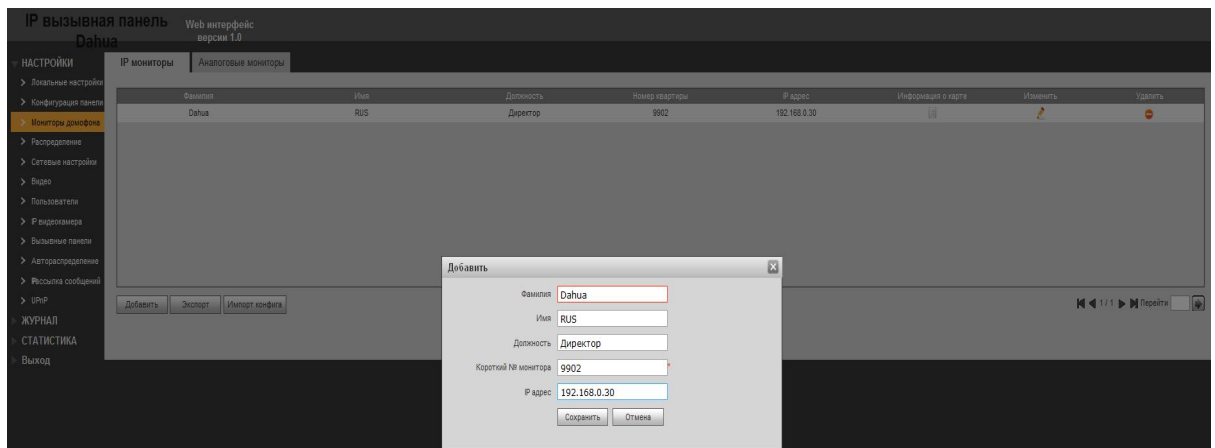 IP вызывная панель
Dahua
Web интерфейс
версии 1.0
НАСТРОЙКИ
Локальные настройки
Конфигурация панели
Мониторы домофона
Распределение
Сетевые настройки
Видео
Пользователи
IP видеокамера
Вызывные панели
Автораспределение
Рассылка сообщений
UPnP
ЖУРНАЛ
СТАТИСТИКА
Выход
IP мониторы Аналоговые мониторы
Фамилия Имя Должность Номер квартиры IP адрес Информация о карте Изменить Удалить
Dahua RUS Директор 9902 192.168.0.30
Добавить Экспорт Импорт конфига
1 / 1 Перейти
Добавить
Фамилия Dahua
Имя RUS
Должность Директор
Короткий № монитора 9902 *
IP адрес 192.168.0.30
Сохранить Отмена